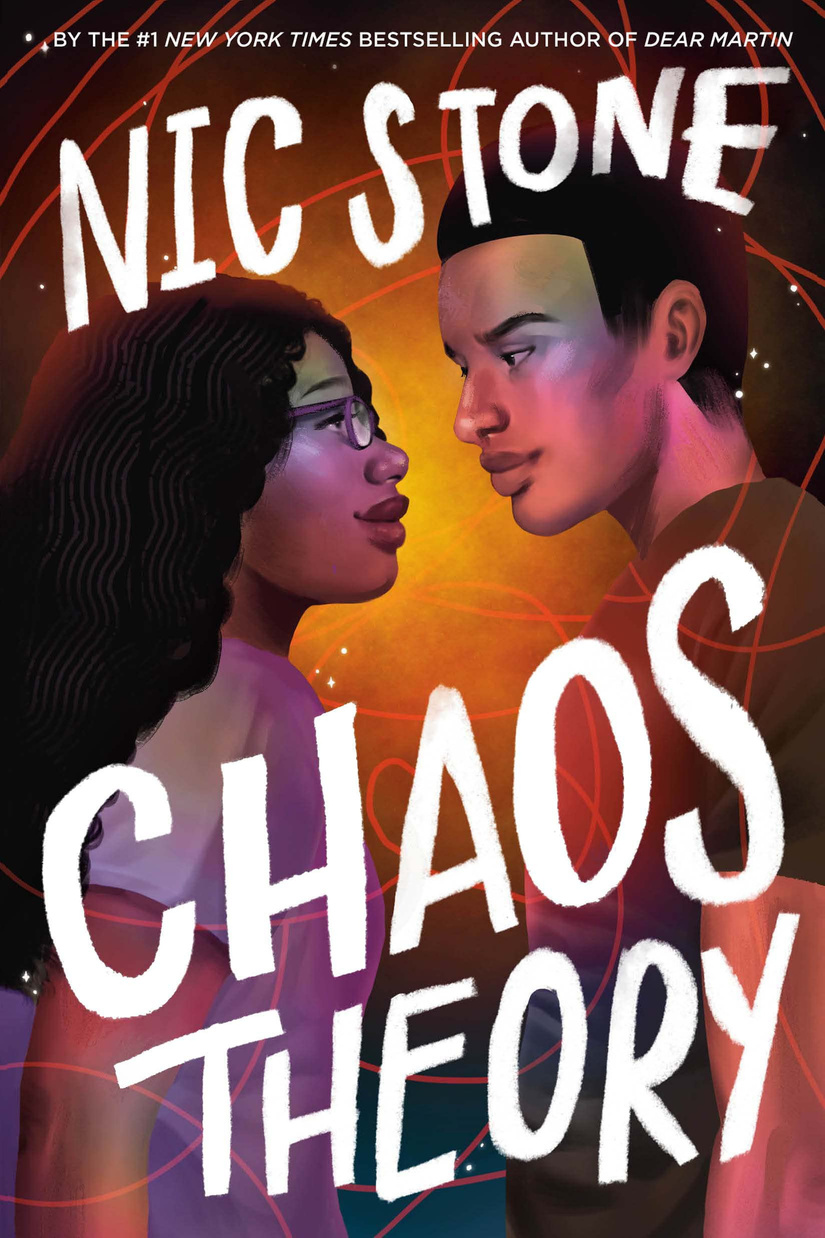 BY THE #1 NEW YORK TIMES BESTSELLING AUTHOR OF DEAR MARTIN
NIC STONE
CHAOS
THEORY